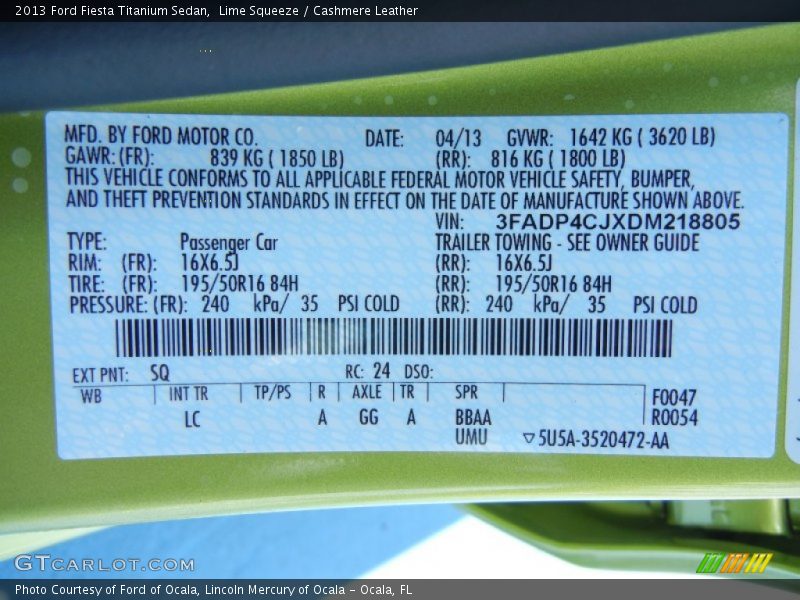 2013 Ford Fiesta Titanium Sedan,  Lime Squeeze / Cashmere Leather
MFD. BY FORD MOTOR CO. DATE: 04/13 GVWR: 1642 KG ( 3620 LB)
GAWR: (FR): 839 KG ( 1850 LB) (RR): 816 KG ( 1800 LB)
THIS VEHICLE CONFORMS TO ALL APPLICABLE FEDERAL MOTOR VEHICLE SAFETY, BUMPER,
AND THEFT PREVENTION STANDARDS IN EFFECT ON THE DATE OF MANUFACTURE SHOWN ABOVE.
VIN: 3FADP4CJXDM218805
TYPE: Passenger Car TRAILER TOWING - SEE OWNER GUIDE
RIM: (FR): 16X6.5J (RR): 16X6.5J
TIRE: (FR): 195/50R16 84H (RR): 195/50R16 84H
PRESSURE: (FR): 240 kPa/ 35 PSI COLD (RR): 240 kPa/ 35 PSI COLD
EXT PNT: SQ RC: 24 DSO:
WB INT TR TP/PS R AXLE TR SPR F0047
LC A GG A BBAA R0054
UMU ▽5U5A-3520472-AA
GTCARLOT.COM
Photo Courtesy of Ford of Ocala, Lincoln Mercury of Ocala - Ocala, FL